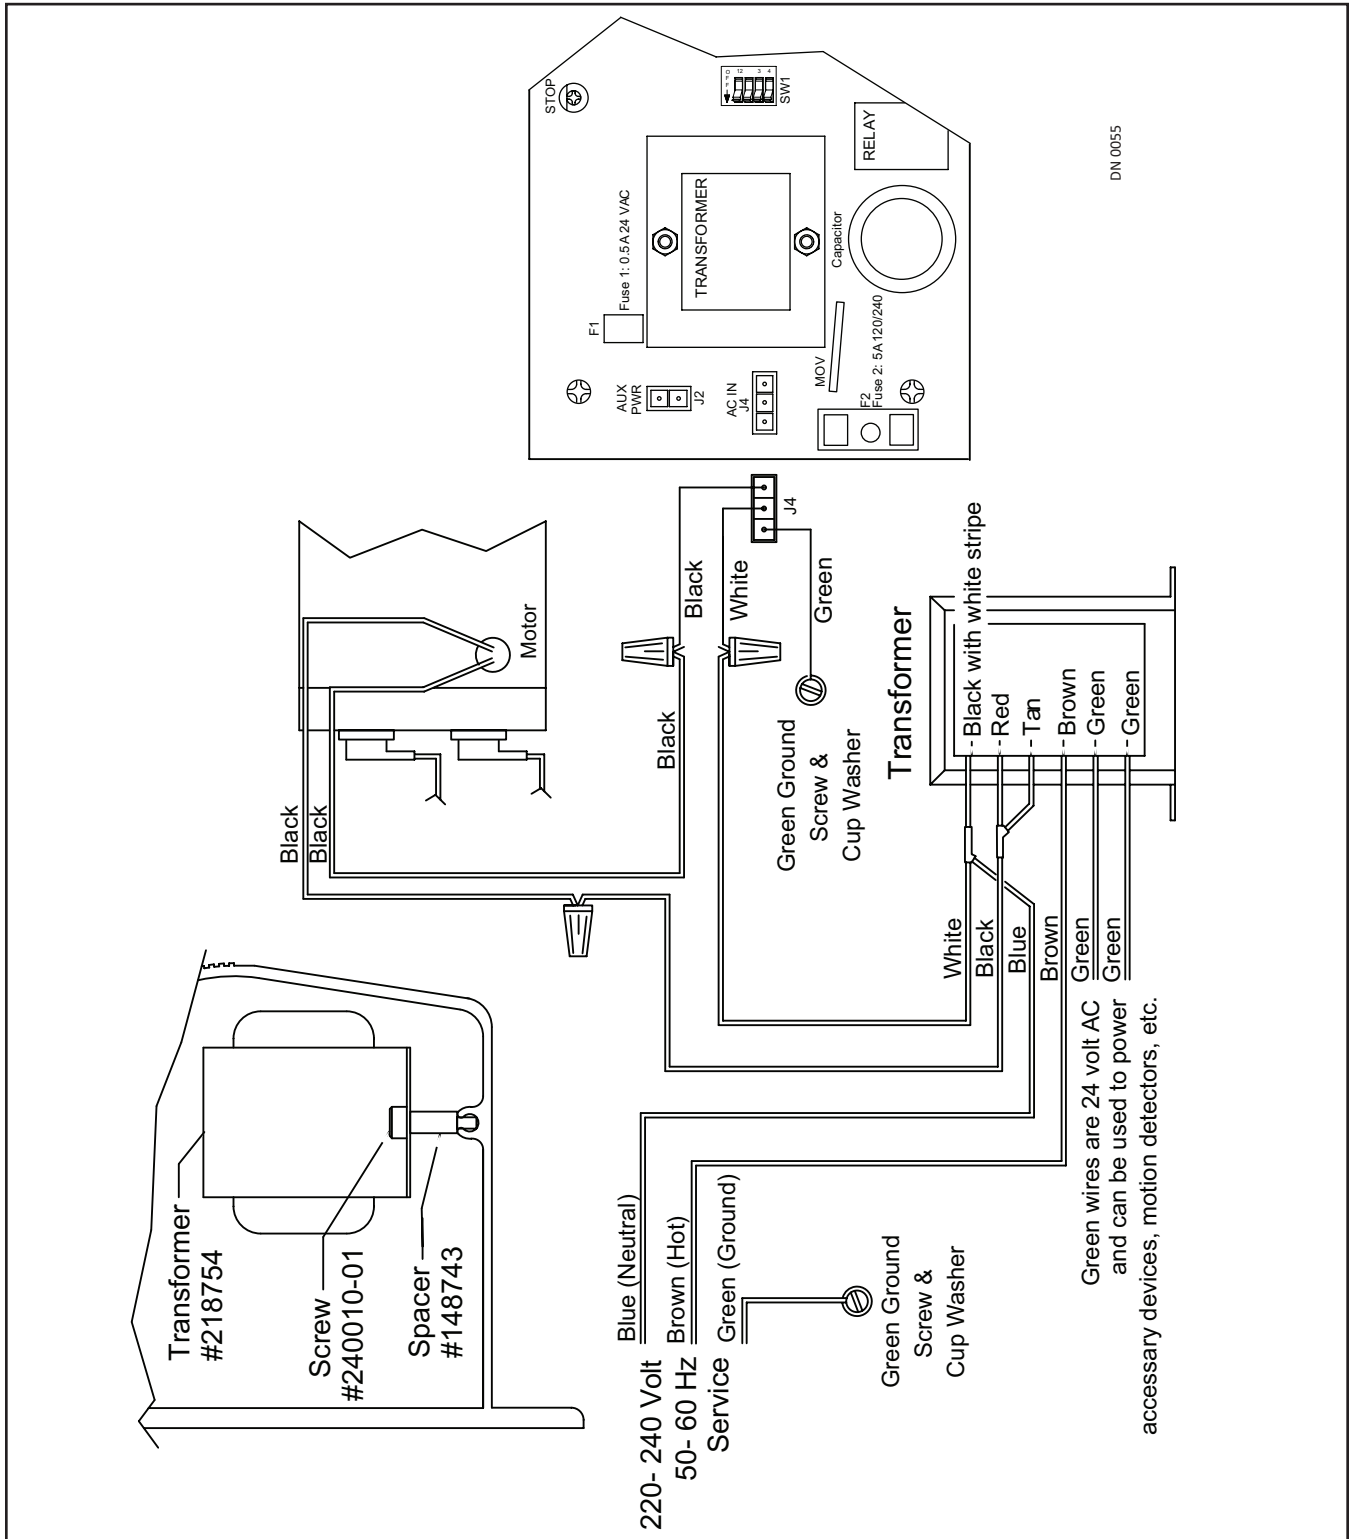 STOP
O
F
F
12
3
4
SW1
F1
Fuse 1: 0.5 A 24 VAC
TRANSFORMER
RELAY
Capacitor
AUX
PWR
J2
AC IN
J4
MOV
F2
Fuse 2: 5A 120/240
DN 0055
Motor
Black
Black
Black
Black
White
Green
J4
Green Ground
Screw &
Cup Washer
Transformer
Black with white stripe
Red
Tan
Brown
Green
Green
White
Black
Blue
Brown
Green
Green
Green wires are 24 volt AC
and can be used to power
accessary devices, motion detectors, etc.
Transformer
#218754
Screw
#240010-01
Spacer
#148743
220- 240 Volt
50- 60 Hz
Service
Blue (Neutral)
Brown (Hot)
Green (Ground)
Green Ground
Screw &
Cup Washer